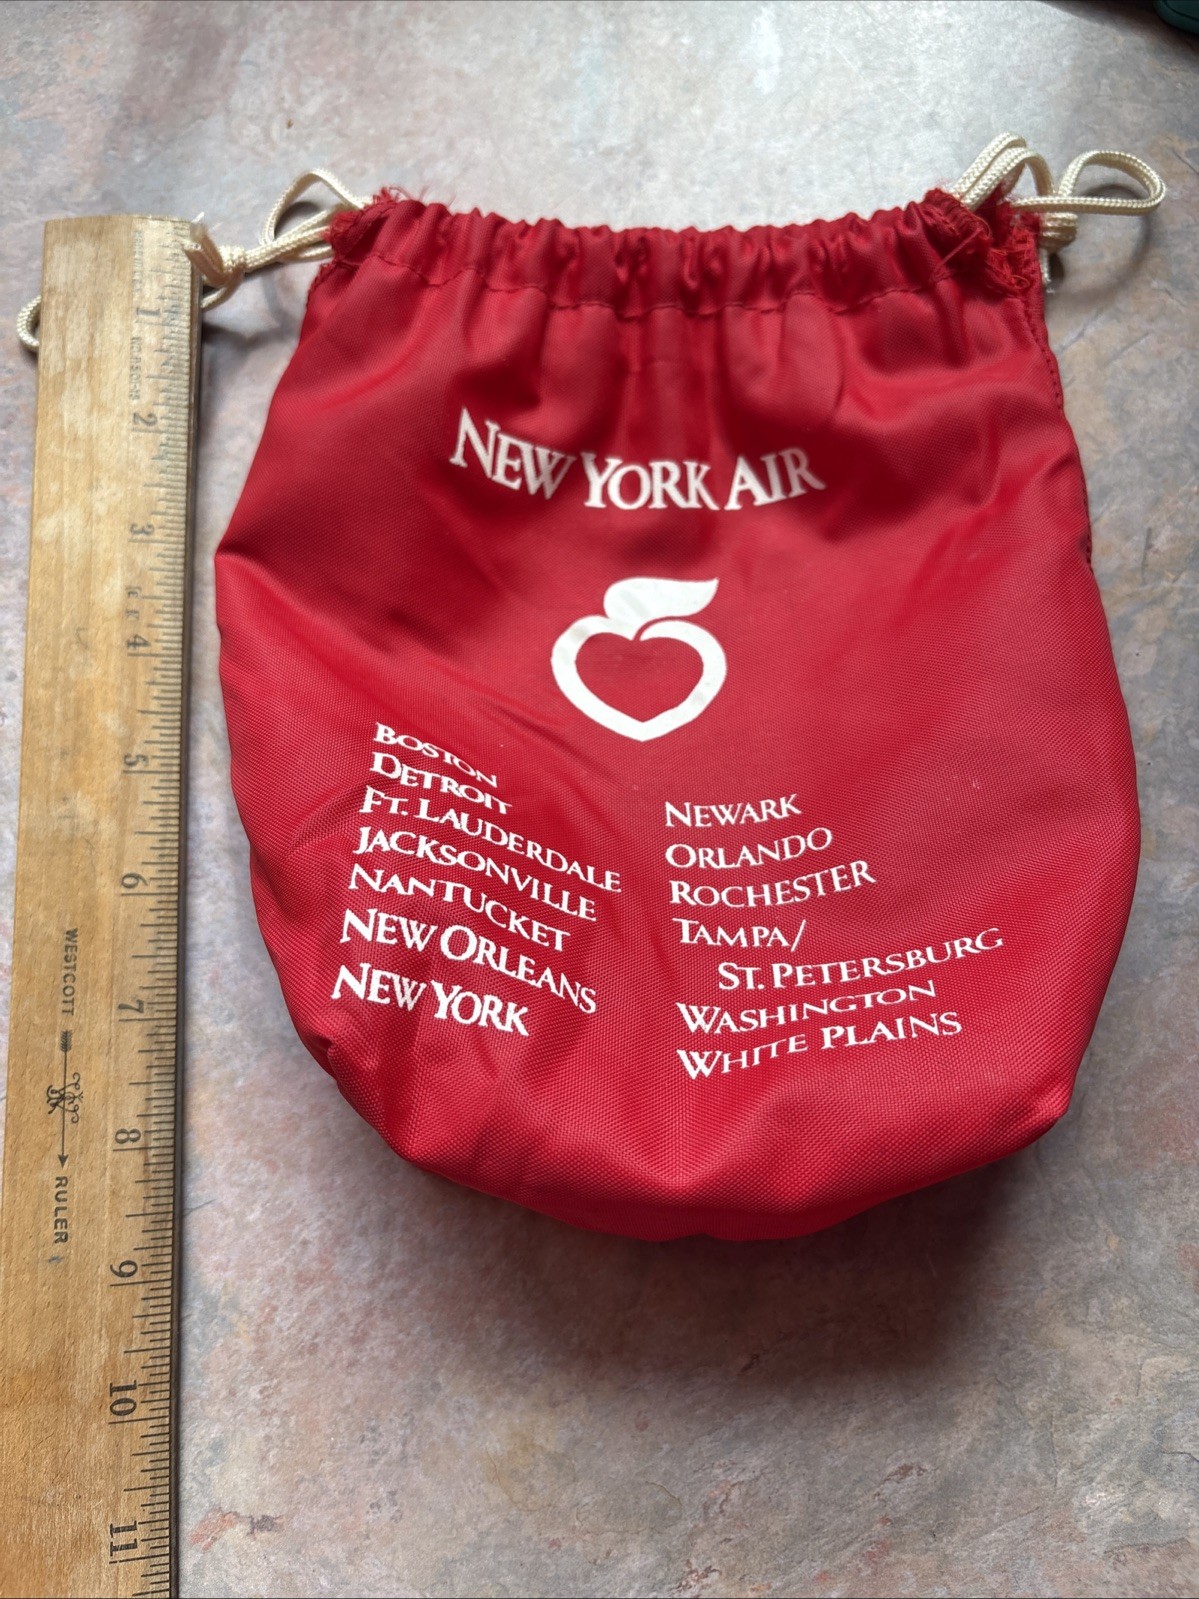 NEW YORK AIR
BOSTON
DETROIT
FT. LAUDERDALE
JACKSONVILLE
NANTUCKET
NEW ORLEANS
NEW YORK
NEWARK
ORLANDO
ROCHESTER
TAMPA/
ST. PETERSBURG
WASHINGTON
WHITE PLAINS
1
2
3
4
5
6
7
8
9
10
11
WESTCOTT
RULER